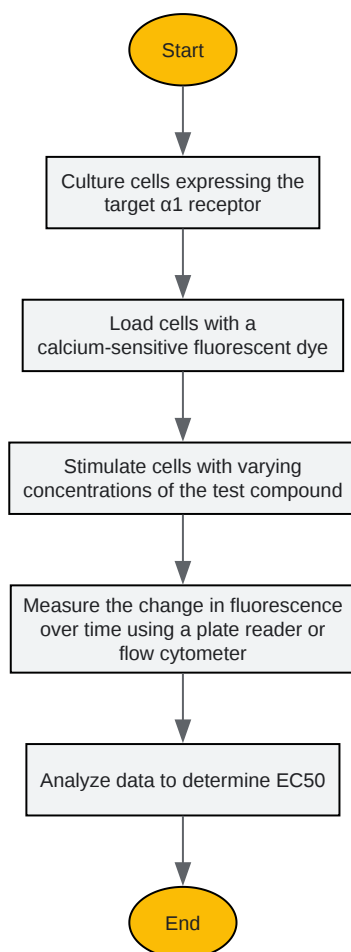 Start
Culture cells expressing the
target α1 receptor
Load cells with a
calcium-sensitive fluorescent dye
Stimulate cells with varying
concentrations of the test compound
Measure the change in fluorescence
over time using a plate reader or
flow cytometer
Analyze data to determine EC50
End